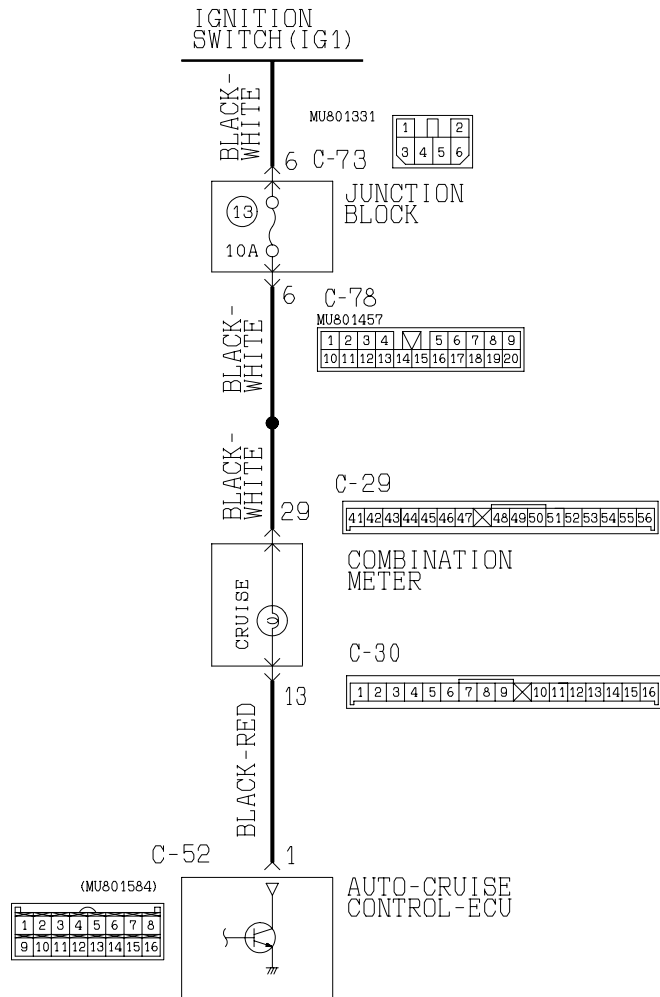 IGNITION
SWITCH(IG1)
BLACK-
WHITE
MU801331
1 2
3 4 5 6
6 C-73
JUNCTION
BLOCK
13
10A
6
C-78
MU801457
1 2 3 4 5 6 7 8 9
10 11 12 13 14 15 16 17 18 19 20
BLACK-
WHITE
BLACK-
WHITE
29
C-29
41 42 43 44 45 46 47 48 49 50 51 52 53 54 55 56
COMBINATION
METER
CRUISE
C-30
1 2 3 4 5 6 7 8 9 10 11 12 13 14 15 16
13
BLACK-RED
C-52 1
(MU801584)
1 2 3 4 5 6 7 8
9 10 11 12 13 14 15 16
AUTO-CRUISE
CONTROL-ECU